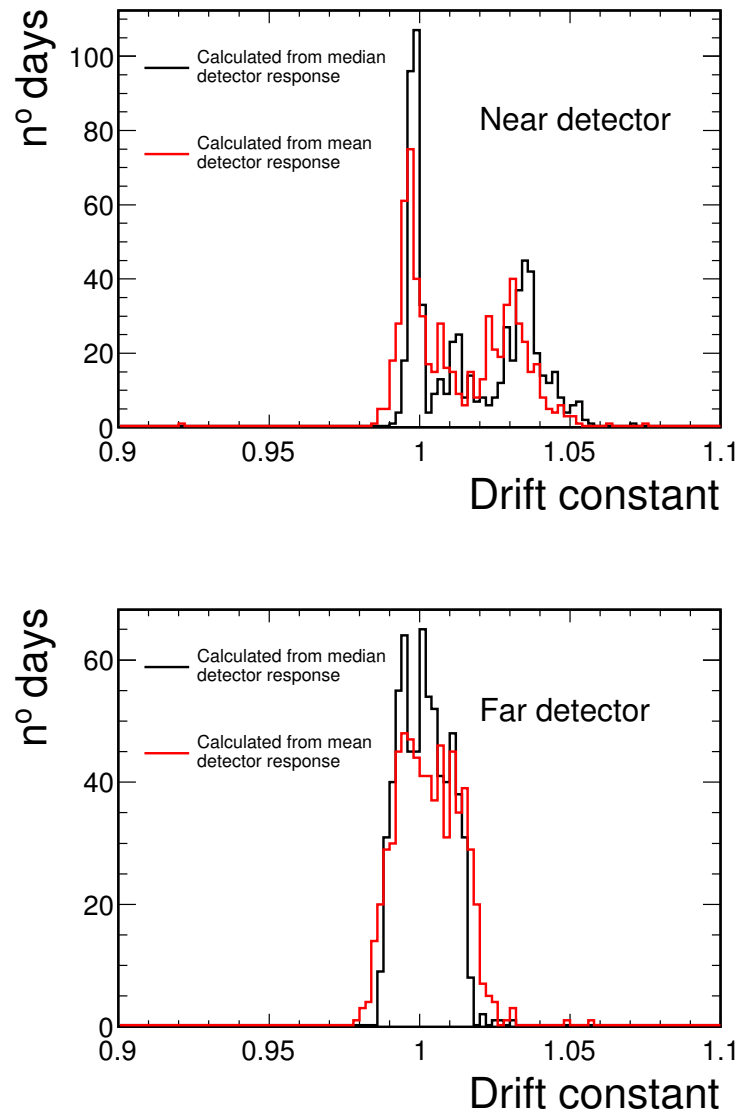 nº days
100
80
60
40
20
0
Calculated from median
detector response
Calculated from mean
detector response
Near detector
0.9
0.95
1
1.05
1.1
Drift constant
nº days
60
40
20
0
Calculated from median
detector response
Calculated from mean
detector response
Far detector
0.9
0.95
1
1.05
1.1
Drift constant